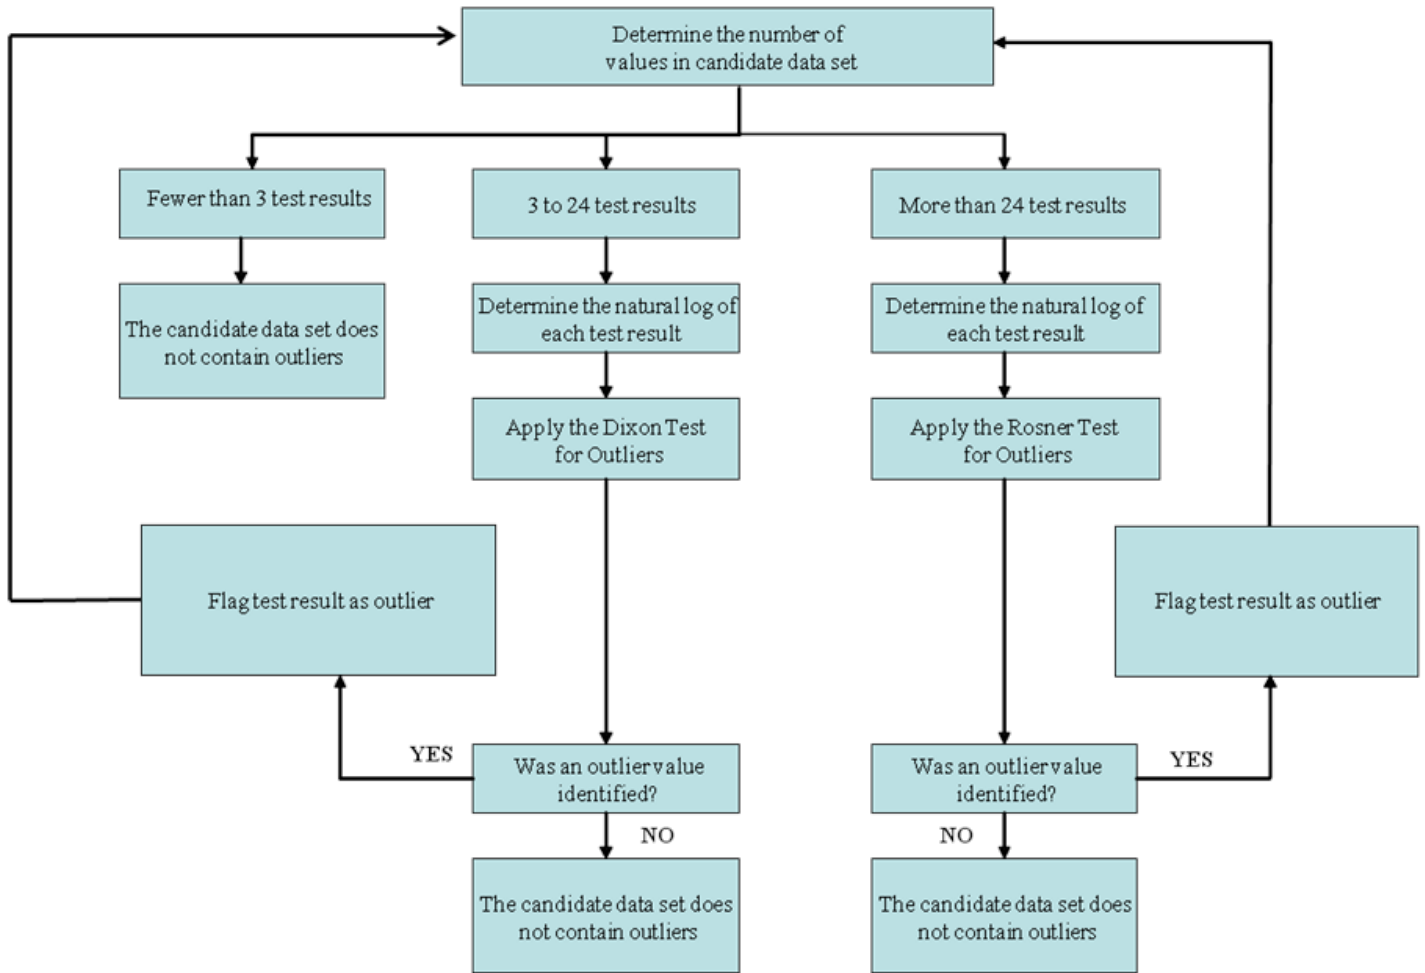 Determine the number of
values in candidate data set
Fewer than 3 test results
3 to 24 test results
More than 24 test results
The candidate data set does
not contain outliers
Determine the natural log of
each test result
Determine the natural log of
each test result
Apply the Dixon Test
for Outliers
Apply the Rosner Test
for Outliers
Flag test result as outlier
Flag test result as outlier
YES
Was an outlier value
identified?
Was an outlier value
identified?
YES
NO
NO
The candidate data set does
not contain outliers
The candidate data set does
not contain outliers